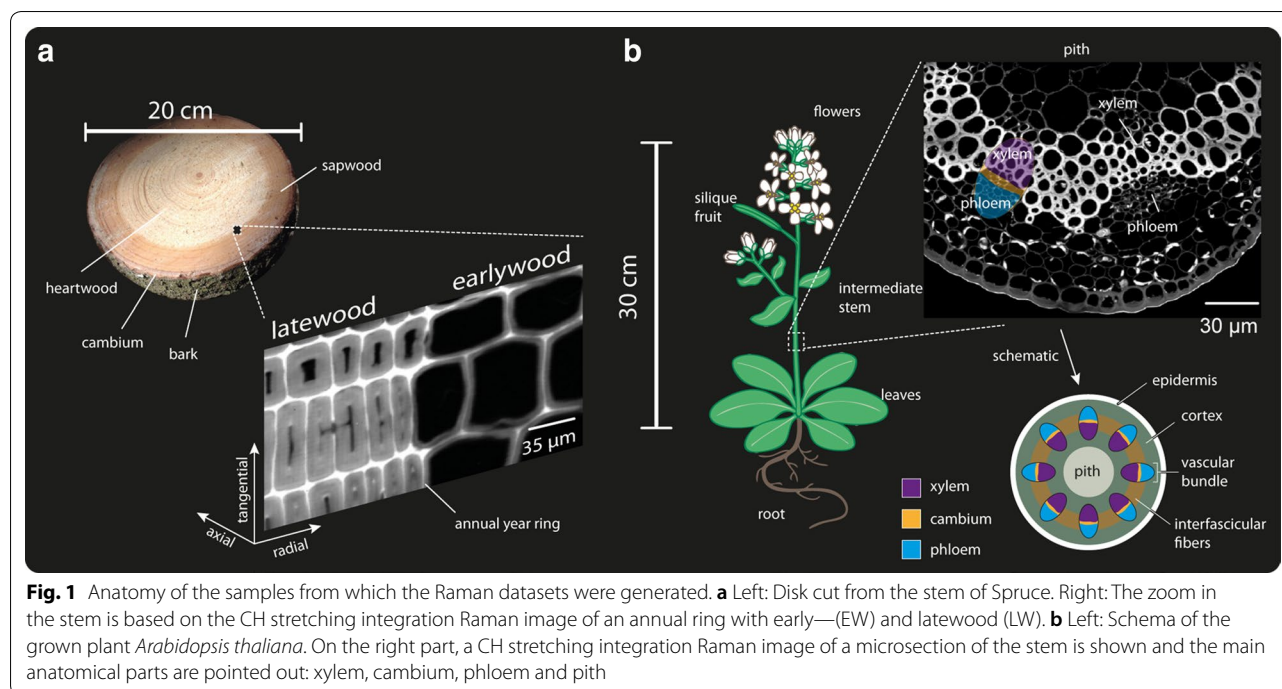 a
20 cm
sapwood
heartwood
cambium
bark
latewood
earlywood
35 µm
annual year ring
tangential
axial
radial
b
30 cm
flowers
silique
fruit
intermediate
stem
leaves
root
pith
xylem
xylem
phloem
phloem
30 µm
schematic
epidermis
cortex
pith
vascular
bundle
interfascicular
fibers
xylem
cambium
phloem
Fig. 1 Anatomy of the samples from which the Raman datasets were generated. a Left: Disk cut from the stem of Spruce. Right: The zoom in
the stem is based on the CH stretching integration Raman image of an annual ring with early—(EW) and latewood (LW). b Left: Schema of the
grown plant Arabidopsis thaliana. On the right part, a CH stretching integration Raman image of a microsection of the stem is shown and the main
anatomical parts are pointed out: xylem, cambium, phloem and pith